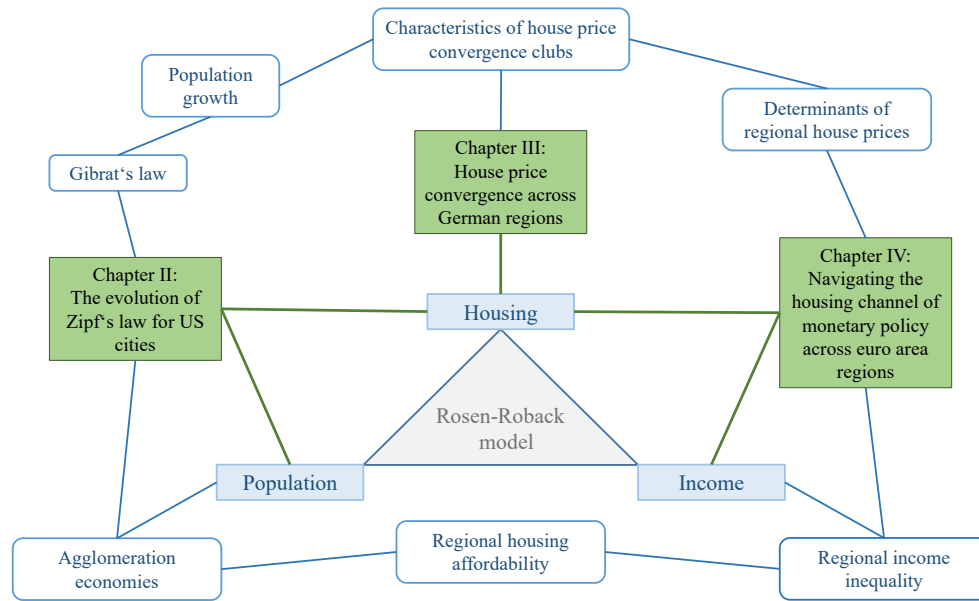 Characteristics of house price
convergence clubs
Population
growth
Determinants of
regional house prices
Gibrat‘s law
Chapter III:
House price
convergence across
German regions
Chapter II:
The evolution of
Zipf‘s law for US
cities
Chapter IV:
Navigating the
housing channel of
monetary policy
across euro area
regions
Housing
Rosen-Roback
model
Population
Income
Agglomeration
economies
Regional housing
affordability
Regional income
inequality